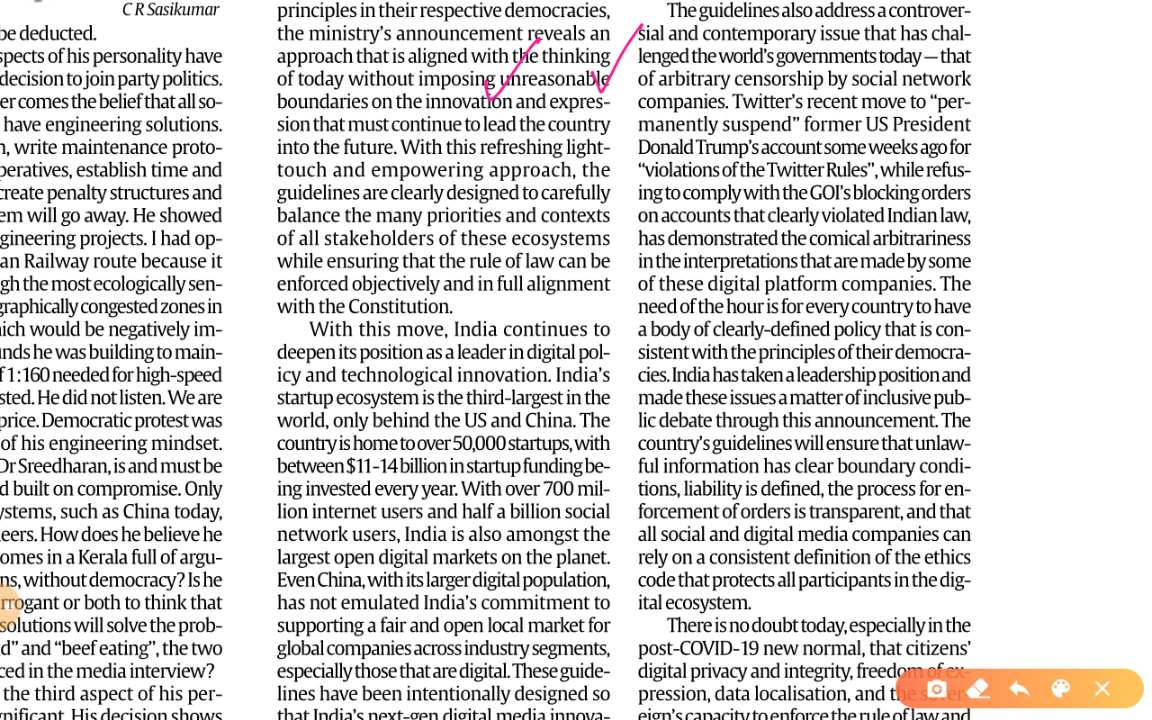 C R Sasikumar
be deducted.
spects of his personality have
decision to join party politics.
er comes the belief that all so-
have engineering solutions.
n, write maintenance proto-
peratives, establish time and
create penalty structures and
em will go away. He showed
gineering projects. I had op-
an Railway route because it
gh the most ecologically sen-
graphically congested zones in
ich would be negatively im-
unds he was building to main-
f 1:160 needed for high-speed
sted. He did not listen. We are
price. Democratic protest was
of his engineering mindset.
Dr Sreedharan, is and must be
d built on compromise. Only
ystems, such as China today,
eers. How does he believe he
omes in a Kerala full of argu-
ns, without democracy? Is he
rrogant or both to think that
solutions will solve the prob-
d” and “beef eating”, the two
ced in the media interview?
the third aspect of his per-
gnificant. His decision shows
principles in their respective democracies,
the ministry’s announcement reveals an
approach that is aligned with the thinking
of today without imposing unreasonable
boundaries on the innovation and expres-
sion that must continue to lead the country
into the future. With this refreshing light-
touch and empowering approach, the
guidelines are clearly designed to carefully
balance the many priorities and contexts
of all stakeholders of these ecosystems
while ensuring that the rule of law can be
enforced objectively and in full alignment
with the Constitution.
With this move, India continues to
deepen its position as a leader in digital pol-
icy and technological innovation. India’s
startup ecosystem is the third-largest in the
world, only behind the US and China. The
country is home to over 50,000 startups, with
between $11-14 billion in startup funding be-
ing invested every year. With over 700 mil-
lion internet users and half a billion social
network users, India is also amongst the
largest open digital markets on the planet.
Even China, with its larger digital population,
has not emulated India’s commitment to
supporting a fair and open local market for
global companies across industry segments,
especially those that are digital. These guide-
lines have been intentionally designed so
that India’s next-gen digital media innova-
The guidelines also address a controver-
sial and contemporary issue that has chal-
lenged the world’s governments today — that
of arbitrary censorship by social network
companies. Twitter’s recent move to “per-
manently suspend” former US President
Donald Trump’s account some weeks ago for
“violations of the Twitter Rules”, while refus-
ing to comply with the GOI’s blocking orders
on accounts that clearly violated Indian law,
has demonstrated the comical arbitrariness
in the interpretations that are made by some
of these digital platform companies. The
need of the hour is for every country to have
a body of clearly-defined policy that is con-
sistent with the principles of their democra-
cies. India has taken a leadership position and
made these issues a matter of inclusive pub-
lic debate through this announcement. The
country’s guidelines will ensure that unlaw-
ful information has clear boundary condi-
tions, liability is defined, the process for en-
forcement of orders is transparent, and that
all social and digital media companies can
rely on a consistent definition of the ethics
code that protects all participants in the dig-
ital ecosystem.
There is no doubt today, especially in the
post-COVID-19 new normal, that citizens’
digital privacy and integrity, freedom of ex-
pression, data localisation, and the sover-
eign’s capacity to enforce the rule of law and